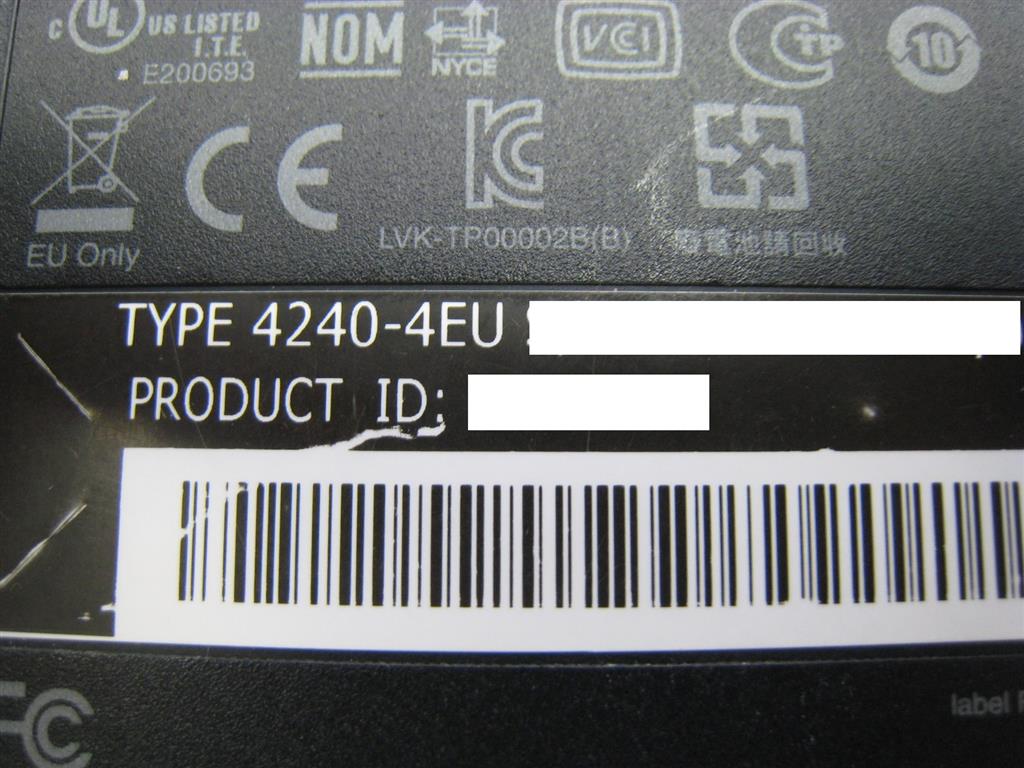 C UL US LISTED
I.T.E.
E200693
NOM
NYCE
VCI
10
EU Only
CE
KC
LVK-TP00002B(B)
廢電池請回收
TYPE 4240-4EU
PRODUCT ID:
FC
label